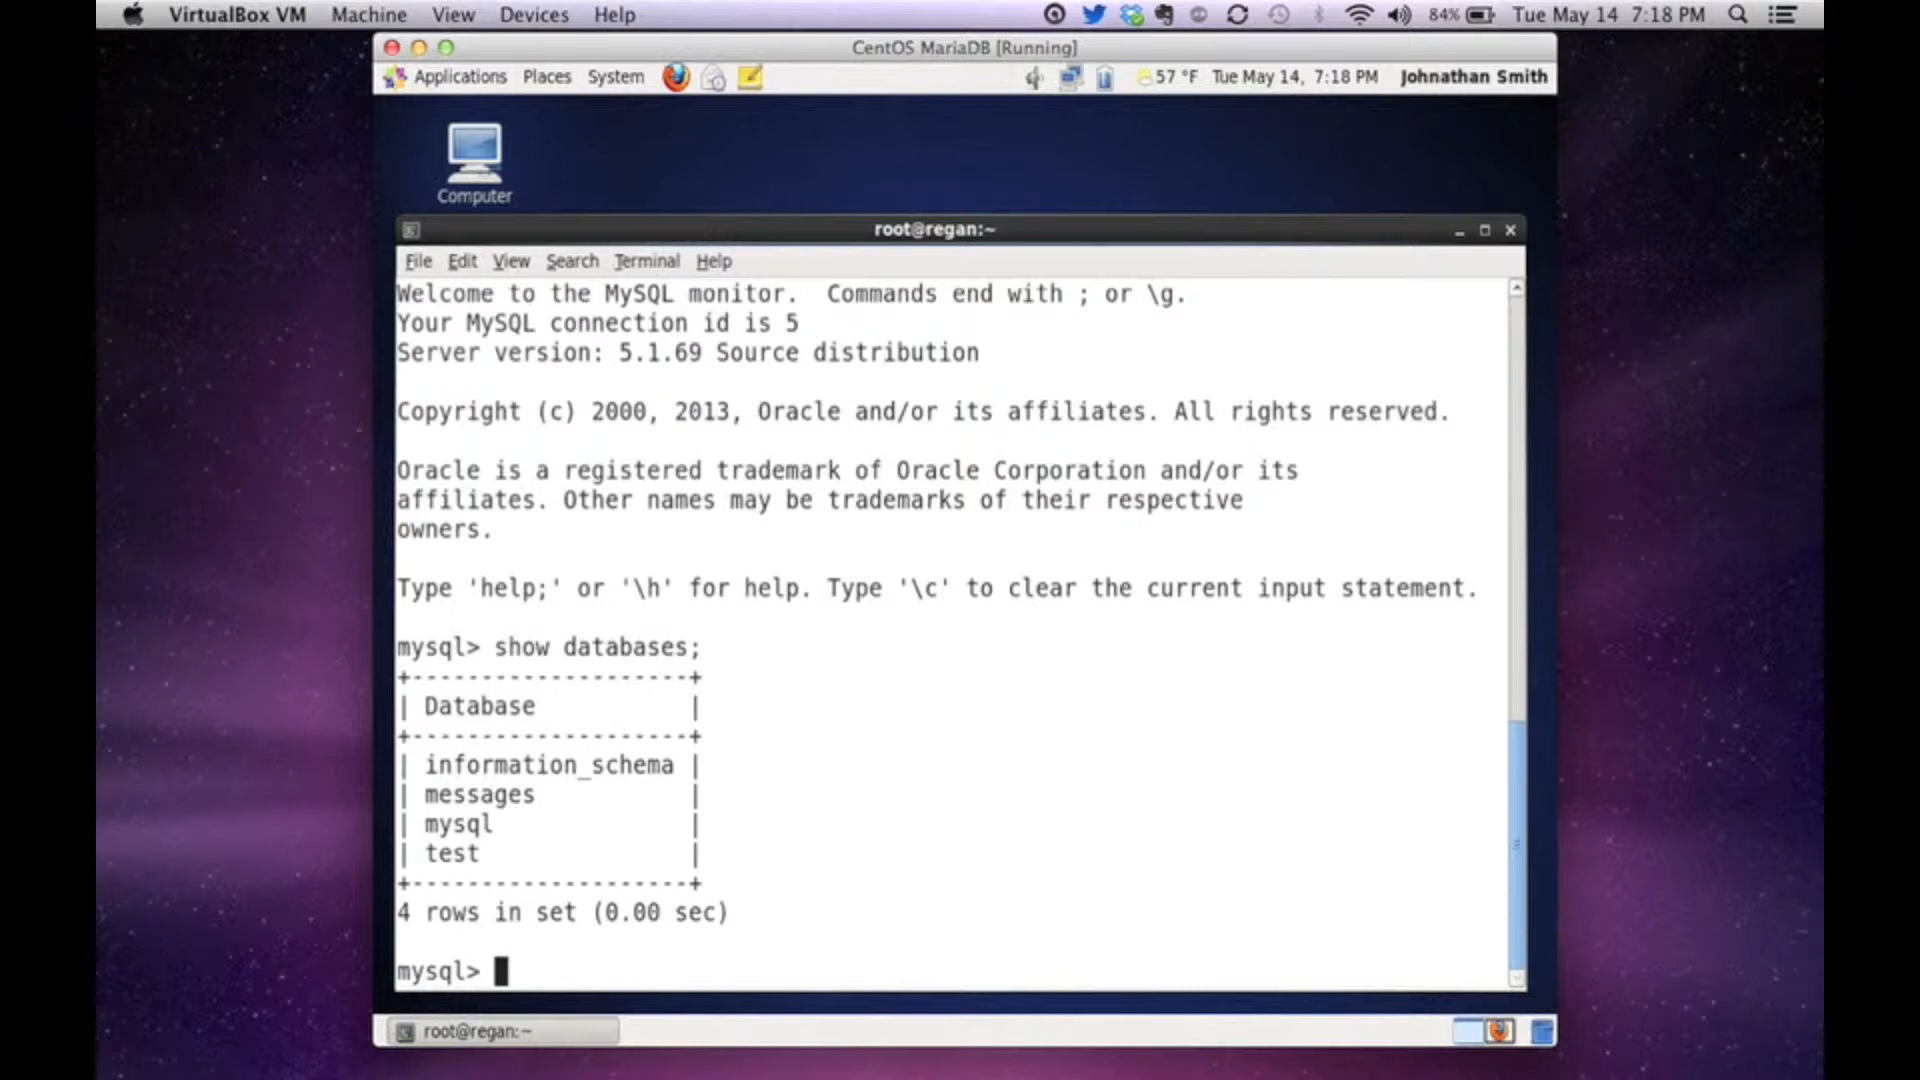 VirtualBox VM Machine View Devices Help 84% Tue May 14 7:18 PM
CentOS MariaDB [Running]
Applications Places System 57 °F Tue May 14, 7:18 PM Johnathan Smith
Computer
root@regan:~
File Edit View Search Terminal Help
Welcome to the MySQL monitor.  Commands end with ; or \g.
Your MySQL connection id is 5
Server version: 5.1.69 Source distribution
Copyright (c) 2000, 2013, Oracle and/or its affiliates. All rights reserved.
Oracle is a registered trademark of Oracle Corporation and/or its
affiliates. Other names may be trademarks of their respective
owners.
Type 'help;' or '\h' for help. Type '\c' to clear the current input statement.
mysql> show databases;
+--------------------+
| Database           |
+--------------------+
| information_schema |
| messages           |
| mysql              |
| test               |
+--------------------+
4 rows in set (0.00 sec)
mysql>
root@regan:~